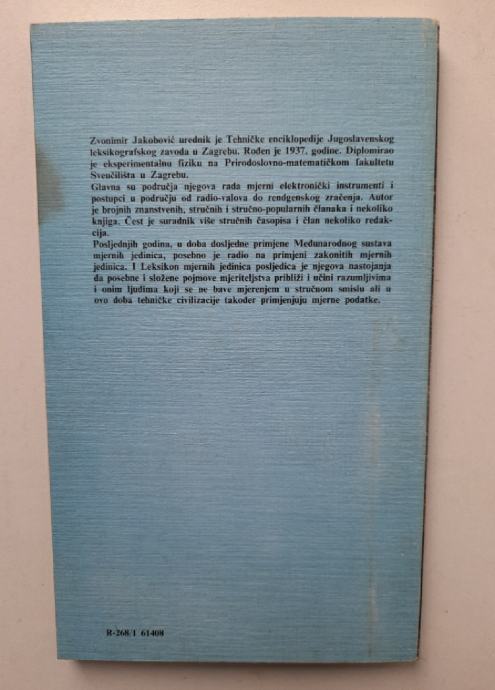 Zvonimir Jakobović urednik je Tehničke enciklopedije Jugoslavenskog
leksikografskog zavoda u Zagrebu. Rođen je 1937. godine. Diplomirao
je eksperimentalnu fiziku na Prirodoslovno-matematičkom fakultetu
Sveučilišta u Zagrebu.
Glavna su područja njegova rada mjerni elektronički instrumenti i
postupci u području od radio-valova do rendgenskog zračenja. Autor
je brojnih znanstvenih, stručnih i stručno-popularnih članaka i nekoliko
knjiga. Čest je suradnik više stručnih časopisa i član nekoliko redak-
cija.
Posljednjih godina, u doba dosljedne primjene Međunarodnog sustava
mjernih jedinica, posebno je radio na primjeni zakonitih mjernih
jedinica. I Leksikon mjernih jedinica posljedica je njegova nastojanja
da posebne i složene pojmove mjeriteljstva približi i učini razumljivima
i onim ljudima koji se ne bave mjerenjem u stručnom smislu ali u
ovo doba tehničke civilizacije također primjenjuju mjerne podatke.
R-268/1 61408